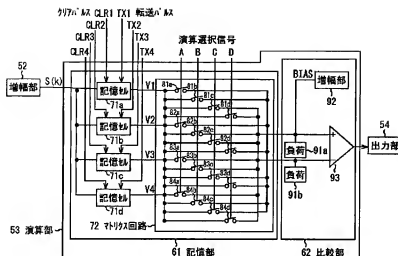 クリアパルス CLR1 TX1 転送パルス
CLR2 TX2
CLR3 TX3
CLR4 TX4
演算選択信号
A B C D
52
増幅部
S(k)
記憶セル
71a
記憶セル
71b
記憶セル
71c
記憶セル
71d
V1
V2
V3
V4
81a 81b
81c
81d
82a
82b
82c
82d
83a
83b
83c
83d
84a
84b
84c
84d
BIAS
増幅部
92
54
出力部
負荷 91a
負荷
91b
93
+
-
53 演算部
72 マトリクス回路
61 記憶部
62 比較部